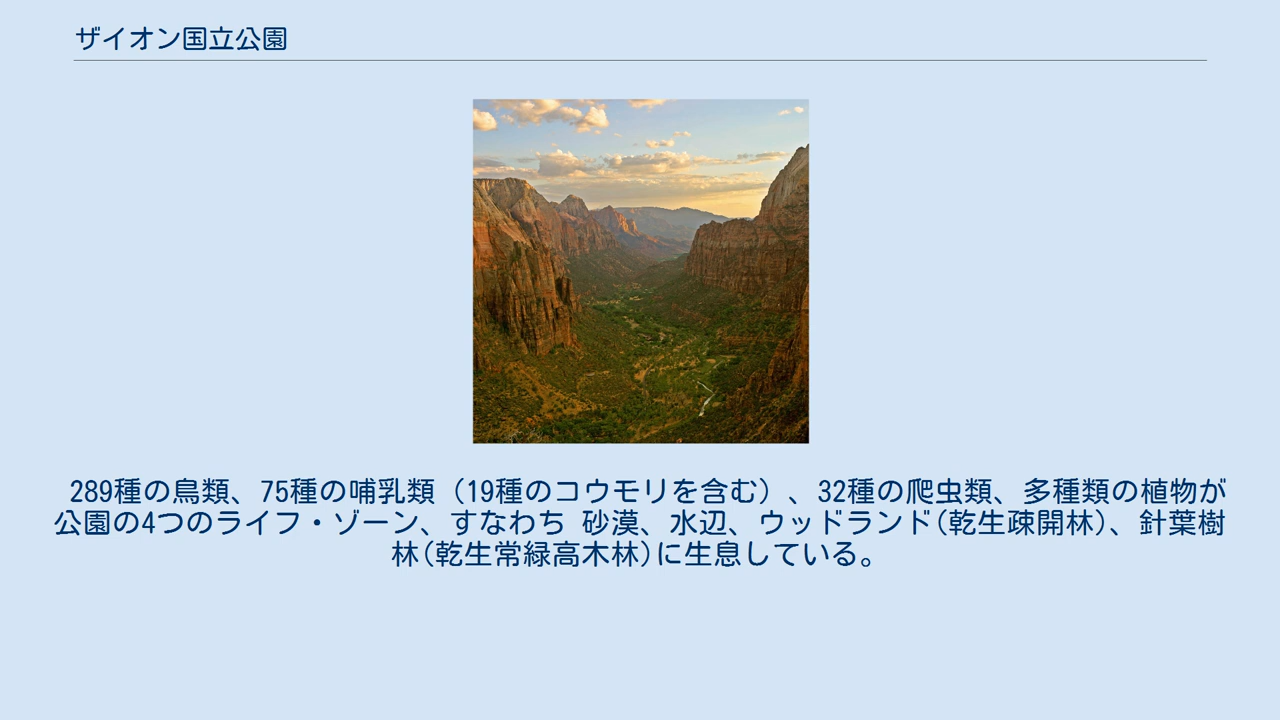 ザイオン国立公園
289種の鳥類、75種の哺乳類 (19種のコウモリを含む) 、32種の爬虫類、多種類の植物が
公園の4つのライフ・ゾーン、すなわち 砂漠、水辺、ウッドランド(乾生疎開林)、針葉樹
林(乾生常緑高木林)に生息している。